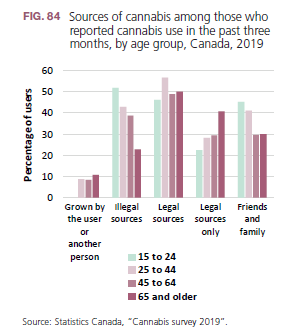 FIG. 84 Sources of cannabis among those who
reported cannabis use in the past three
months, by age group, Canada, 2019
Percentage of users
60
50
40
30
20
10
0
Grown by
the user
or
another
person
Illegal
sources
Legal
sources
Legal
sources
only
Friends
and
family
15 to 24
25 to 44
45 to 64
65 and older
Source: Statistics Canada, "Cannabis survey 2019".